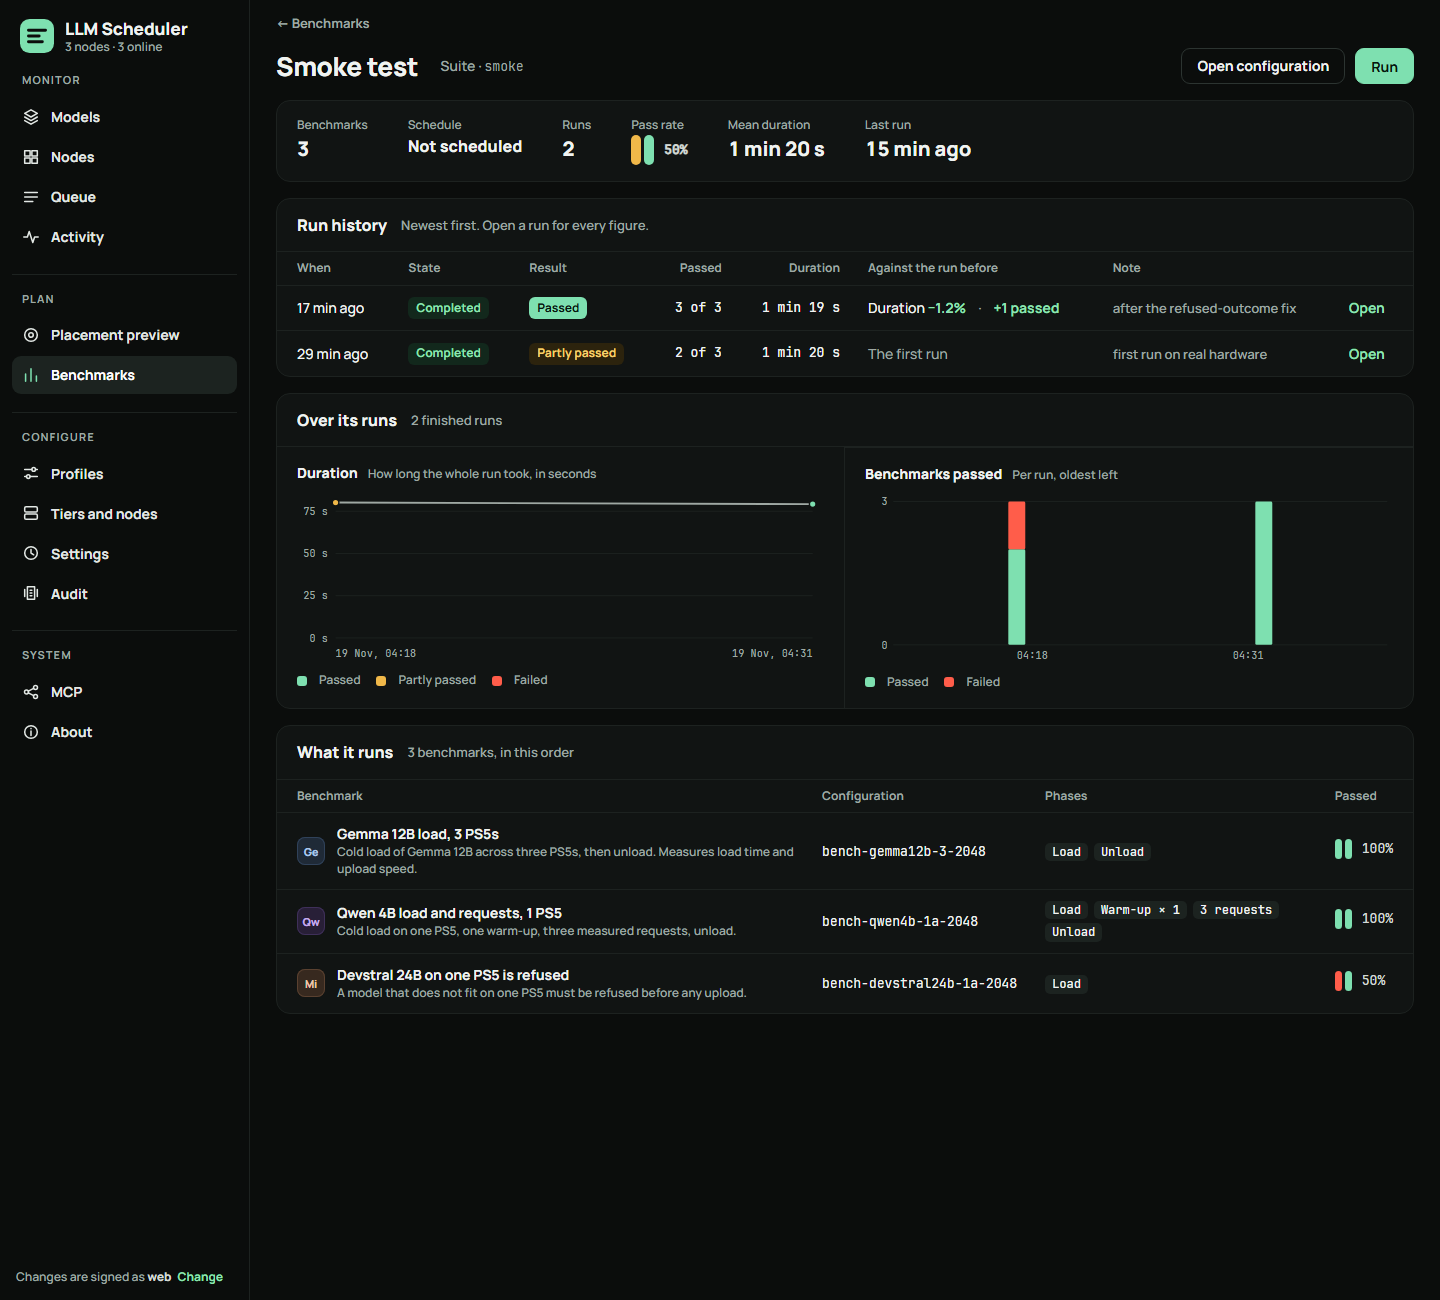 LLM Scheduler
3 nodes · 3 online
MONITOR
Models
Nodes
Queue
Activity
PLAN
Placement preview
Benchmarks
CONFIGURE
Profiles
Tiers and nodes
Settings
Audit
SYSTEM
MCP
About
Changes are signed as web Change
← Benchmarks
Smoke test Suite · smoke
Open configuration Run
Benchmarks Schedule Runs Pass rate Mean duration Last run
3 Not scheduled 2 50% 1 min 20 s 15 min ago
Run history Newest first. Open a run for every figure.
When State Result Passed Duration Against the run before Note
17 min ago Completed Passed 3 of 3 1 min 19 s Duration −1.2% · +1 passed after the refused-outcome fix Open
29 min ago Completed Partly passed 2 of 3 1 min 20 s The first run first run on real hardware Open
Over its runs 2 finished runs
Duration How long the whole run took, in seconds
75 s
50 s
25 s
0 s
19 Nov, 04:18 19 Nov, 04:31
Passed Partly passed Failed
Benchmarks passed Per run, oldest left
3
0
04:18 04:31
Passed Failed
What it runs 3 benchmarks, in this order
Benchmark Configuration Phases Passed
Ge Gemma 12B load, 3 PS5s
Cold load of Gemma 12B across three PS5s, then unload. Measures load time and
upload speed.
bench-gemma12b-3-2048 Load Unload 100%
Qw Qwen 4B load and requests, 1 PS5
Cold load on one PS5, one warm-up, three measured requests, unload.
bench-qwen4b-1a-2048 Load Warm-up × 1 3 requests
Unload
100%
Mi Devstral 24B on one PS5 is refused
A model that does not fit on one PS5 must be refused before any upload.
bench-devstral24b-1a-2048 Load 50%